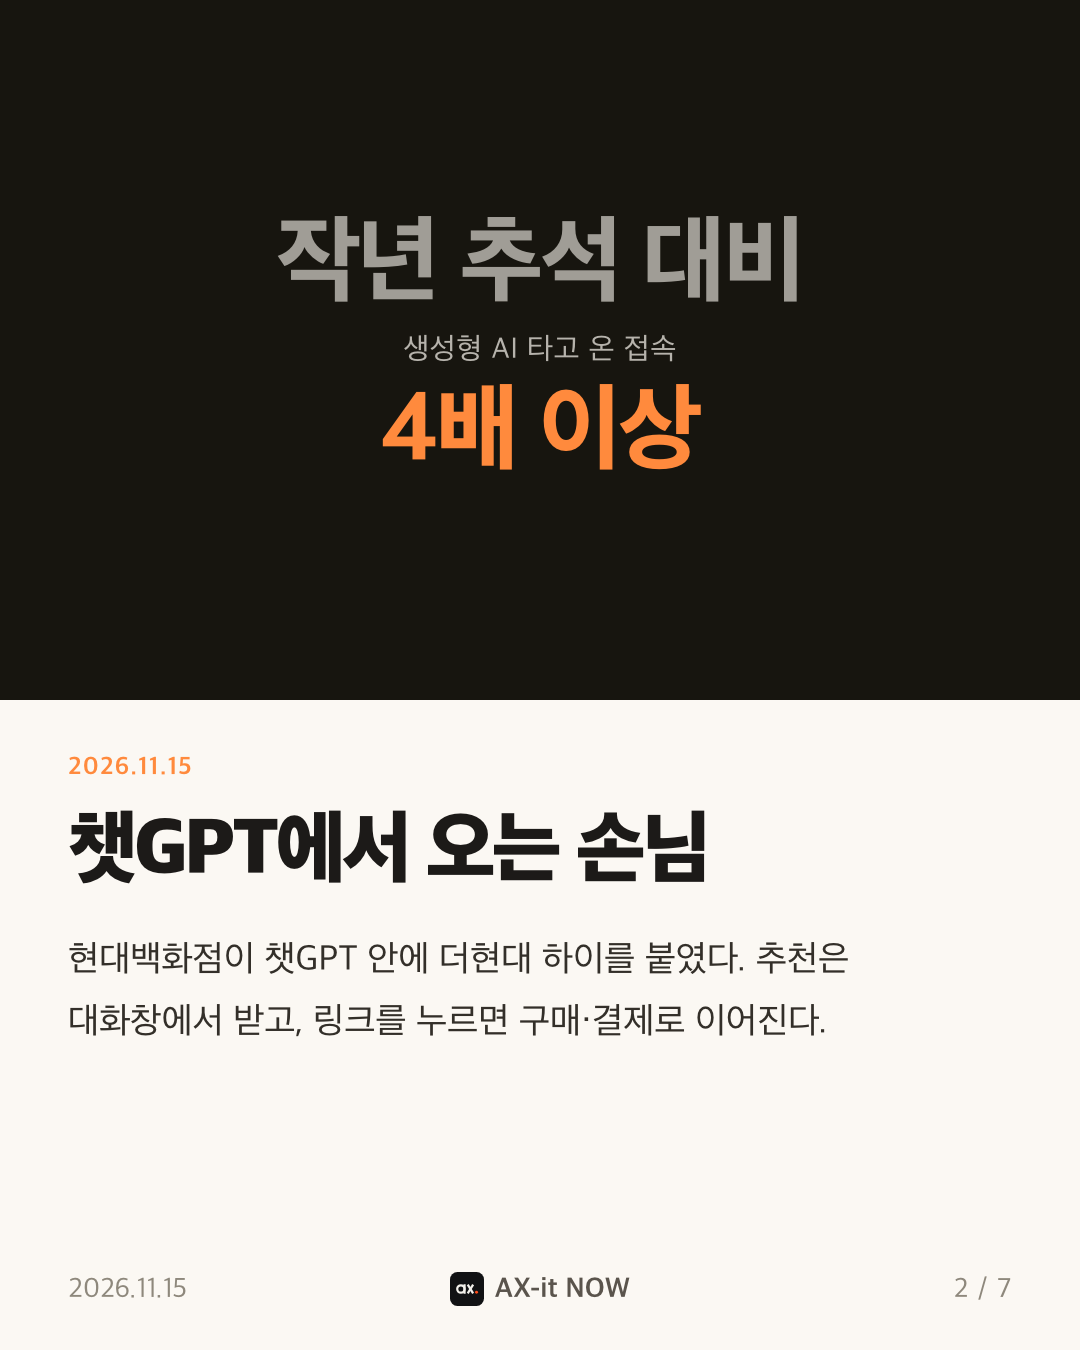 작년 추석 대비
생성형 AI 타고 온 접속
4배 이상
2026.11.15
챗GPT에서 오는 손님
현대백화점이 챗GPT 안에 더현대 하이를 붙였다. 추천은
대화창에서 받고, 링크를 누르면 구매·결제로 이어진다.
2026.11.15
ax. AX-it NOW
2 / 7